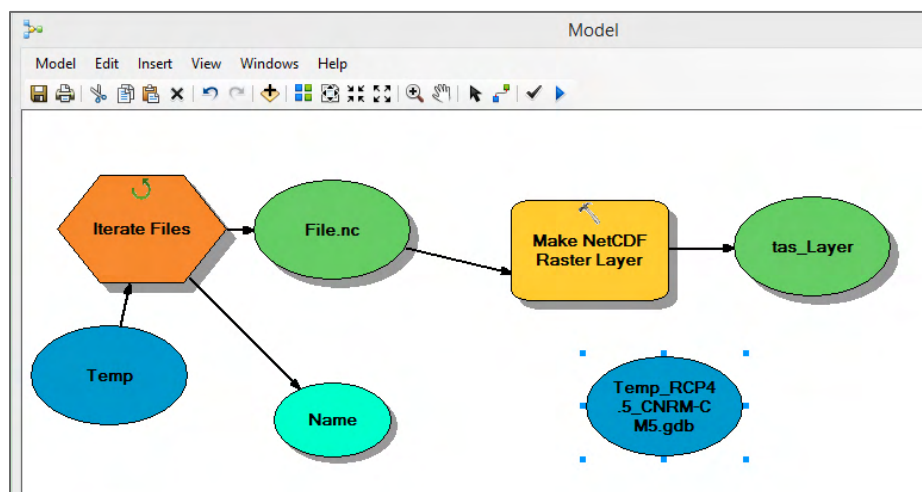 Model
Model Edit Insert View Windows Help
Iterate Files
File.nc
Make NetCDF
Raster Layer
tas_Layer
Temp
Name
Temp_RCP4
.5_CNRM-C
M5.gdb